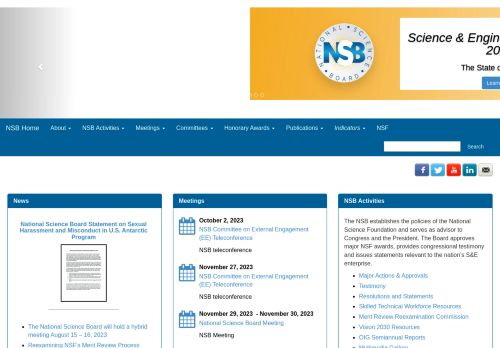 NATIONAL SCIENCE BOARD
NSB
Science & Engin
20
The State o
Learn
NSB Home About NSB Activities Meetings Committees Honorary Awards Publications Indicators NSF
Search
News
National Science Board Statement on Sexual
Harassment and Misconduct in U.S. Antarctic
Program
The National Science Board will hold a hybrid
meeting August 15 – 16, 2023
Reexamining NSF's Merit Review Process
Meetings
October 2, 2023
NSB Committee on External Engagement
(EE) Teleconference
NSB teleconference
November 27, 2023
NSB Committee on External Engagement
(EE) Teleconference
NSB teleconference
November 29, 2023 - November 30, 2023
National Science Board Meeting
NSB Meeting
NSB Activities
The NSB establishes the policies of the National
Science Foundation and serves as advisor to
Congress and the President. The Board approves
major NSF awards, provides congressional testimony
and issues statements relevant to the nation's S&E
enterprise.
Major Actions & Approvals
Testimony
Resolutions and Statements
Skilled Technical Workforce Resources
Merit Review Reexamination Commission
Vision 2030 Resources
OIG Semiannual Reports
Multimedia Gallery